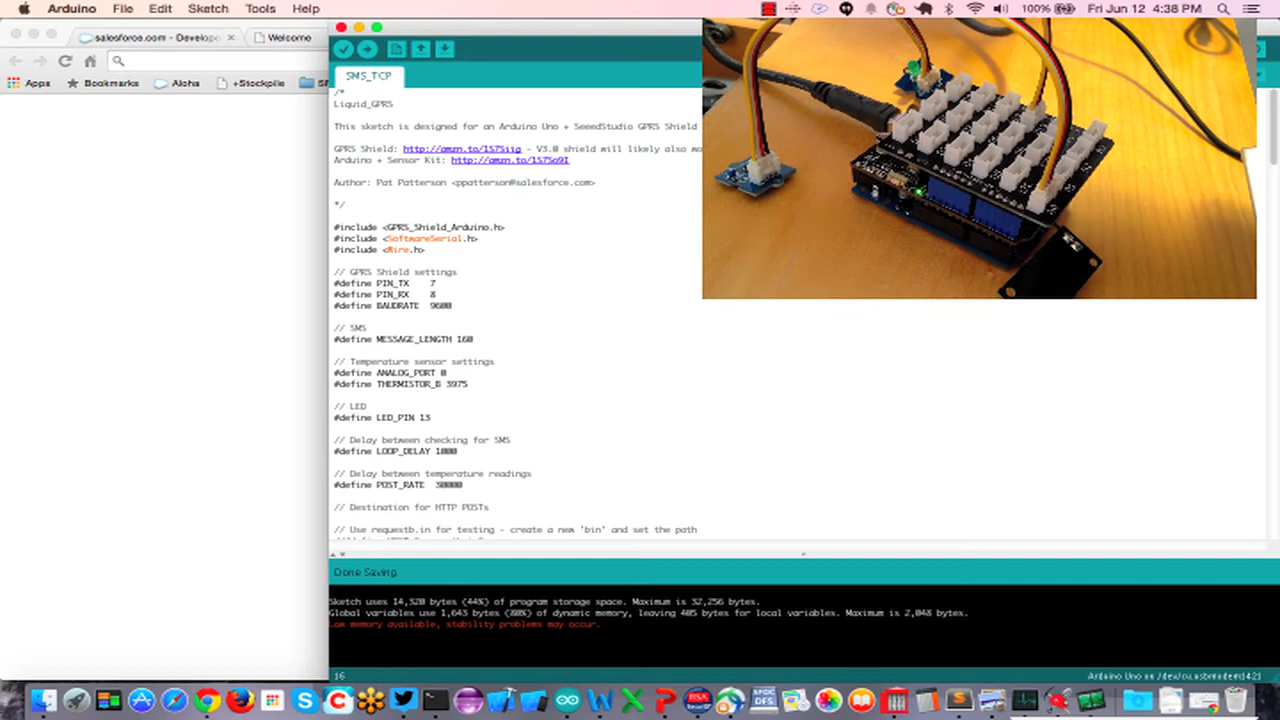 Arduino File Edit Sketch Tools Help 100% Fri Jun 12 4:38 PM
salesforce.com - Develope Welcome
Apps Bookmarks Aloha +Stockpile
SMS_TCP
/*
Liquid_GPRS
This sketch is designed for an Arduino Uno + SeeedStudio GPRS Shield
GPRS Shield: http://amzn.to/1S7Siig - V3.0 shield will likely also wo
Arduino + Sensor Kit: http://amzn.to/1S7So9I
Author: Pat Patterson <ppatterson@salesforce.com>
*/
#include <GPRS_Shield_Arduino.h>
#include <SoftwareSerial.h>
#include <Wire.h>
// GPRS Shield settings
#define PIN_TX 7
#define PIN_RX 8
#define BAUDRATE 9600
// SMS
#define MESSAGE_LENGTH 160
// Temperature sensor settings
#define ANALOG_PORT 0
#define THERMISTOR_B 3975
// LED
#define LED_PIN 13
// Delay between checking for SMS
#define LOOP_DELAY 1000
// Delay between temperature readings
#define POST_RATE 30000
// Destination for HTTP POSTs
// Use requestb.in for testing - create a new 'bin' and set the path
Done Saving.
Sketch uses 14,320 bytes (44%) of program storage space. Maximum is 32,256 bytes.
Global variables use 1,643 bytes (80%) of dynamic memory, leaving 405 bytes for local variables. Maximum is 2,048 bytes.
Low memory available, stability problems may occur.
16 Arduino Uno on /dev/cu.usbmodem1421